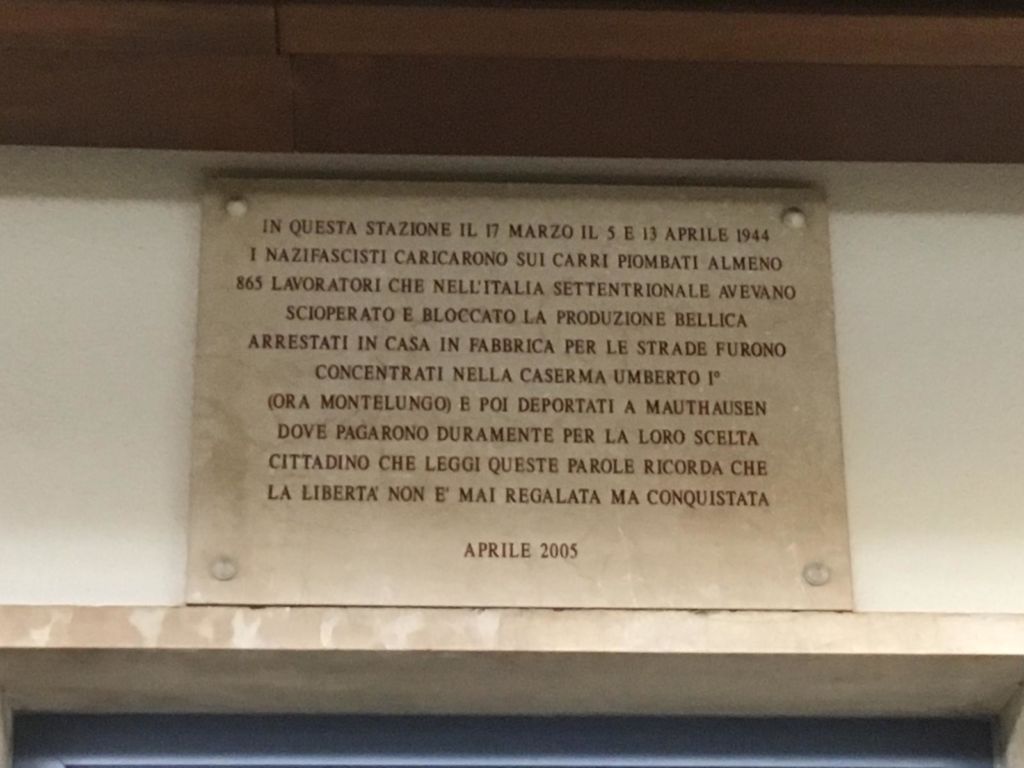 IN QUESTA STAZIONE IL 17 MARZO IL 5 E 13 APRILE 1944
I NAZIFASCISTI CARICARONO SUI CARRI PIOMBATI ALMENO
865 LAVORATORI CHE NELL'ITALIA SETTENTRIONALE AVEVANO
SCIOPERATO E BLOCCATO LA PRODUZIONE BELLICA
ARRESTATI IN CASA IN FABBRICA PER LE STRADE FURONO
CONCENTRATI NELLA CASERMA UMBERTO I°
(ORA MONTELUNGO) E POI DEPORTATI A MAUTHAUSEN
DOVE PAGARONO DURAMENTE PER LA LORO SCELTA
CITTADINO CHE LEGGI QUESTE PAROLE RICORDA CHE
LA LIBERTA' NON E' MAI REGALATA MA CONQUISTATA
APRILE 2005